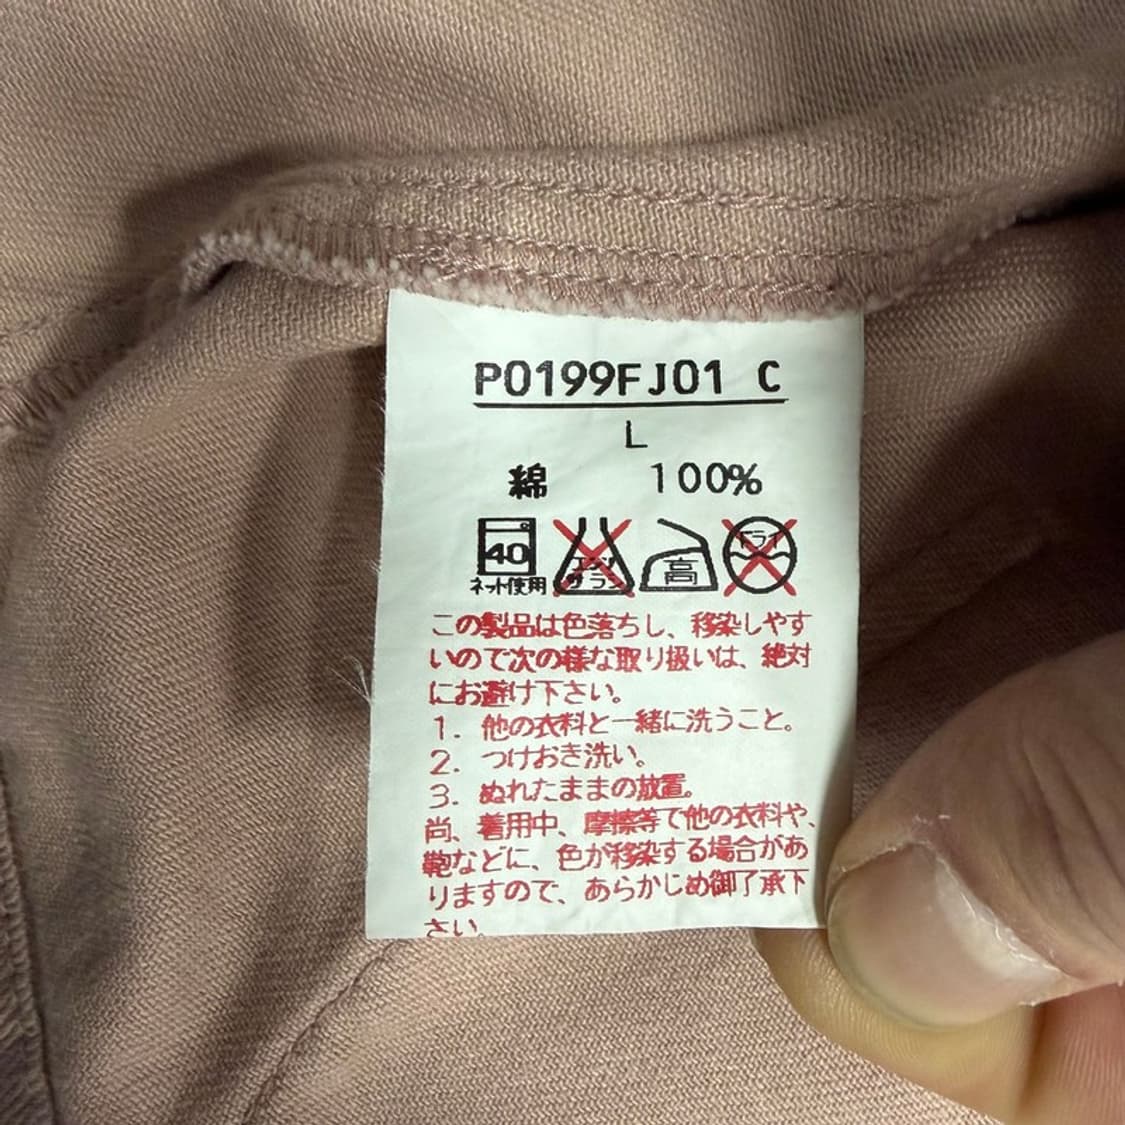 P0199FJ01 C
L
綿 100%
40
ネット使用
エンソ
サラシ
高
ドライ
この製品は色落ちし、移染しやす
いので次の様な取り扱いは、絶対
にお避け下さい。
1. 他の衣料と一緒に洗うこと。
2. つけおき洗い。
3. ぬれたままの放置。
尚、着用中、摩擦等で他の衣料や、
鞄などに、色が移染する場合があ
りますので、あらかじめ御了承下
さい。